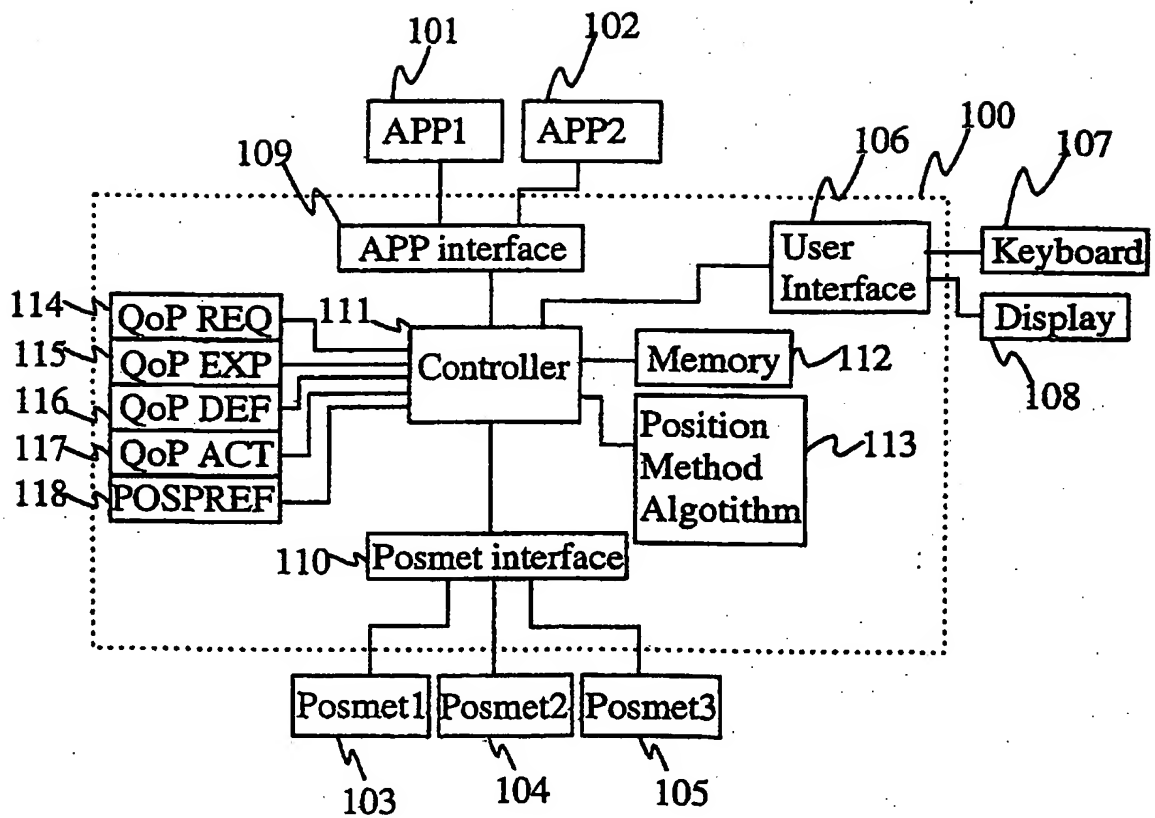 101
102
APP1
APP2
109
106
100
107
APP interface
User
Interface
Keyboard
Display
108
114
QoP REQ
111
115
QoP EXP
Controller
Memory
112
116
QoP DEF
117
QoP ACT
Position
Method
Algotithm
113
118
POSPREF
110
Posmet interface
Posmet1
Posmet2
Posmet3
103
104
105